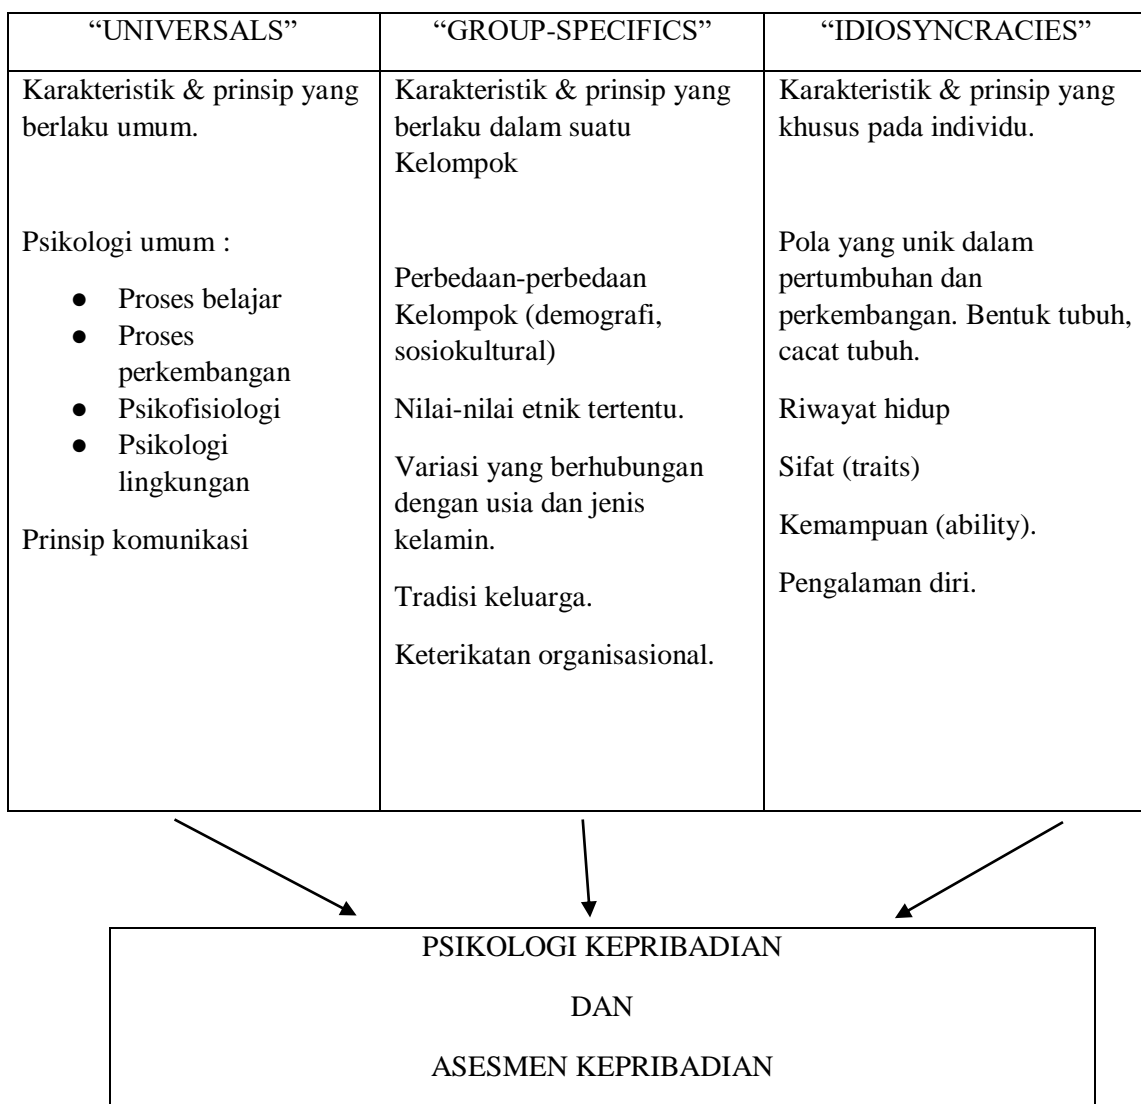 “UNIVERSALS”
“GROUP-SPECIFICS”
“IDIOSYNCRACIES”
Karakteristik & prinsip yang
berlaku umum.
Psikologi umum :
● Proses belajar
● Proses
perkembangan
● Psikofisiologi
● Psikologi
lingkungan
Prinsip komunikasi
Karakteristik & prinsip yang
berlaku dalam suatu
Kelompok
Perbedaan-perbedaan
Kelompok (demografi,
sosiokultural)
Nilai-nilai etnik tertentu.
Variasi yang berhubungan
dengan usia dan jenis
kelamin.
Tradisi keluarga.
Keterikatan organisasional.
Karakteristik & prinsip yang
khusus pada individu.
Pola yang unik dalam
pertumbuhan dan
perkembangan. Bentuk tubuh,
cacat tubuh.
Riwayat hidup
Sifat (traits)
Kemampuan (ability).
Pengalaman diri.
PSIKOLOGI KEPRIBADIAN
DAN
ASESMEN KEPRIBADIAN